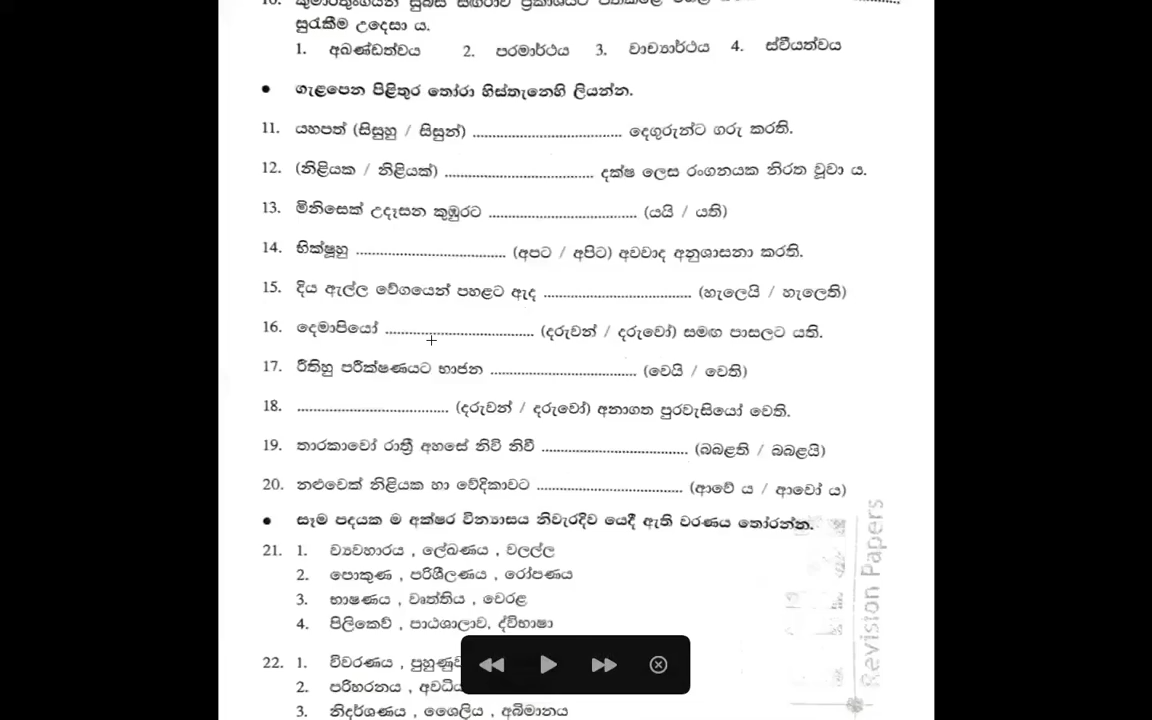 සුරැකීම උදෙසා ය.
1. අඛණ්ඩත්වය 2. පරමාර්ථය 3. වාච්‍යාර්ථය 4. ස්වීයත්වය
● ගැළපෙන පිළිතුර තෝරා හිස්තැනෙහි ලියන්න.
11. යහපත් (සිසුහු / සිසුන්) ........................................ දෙගුරුන්ට ගරු කරති.
12. (නිළියක / නිළියක්) ........................................ දක්ෂ ලෙස රංගනයක නිරත වූවා ය.
13. මිනිසෙක් උදෑසන කුඹුරට ........................................ (යයි / යති)
14. භික්ෂූහු ........................................ (අපට / අපිට) අවවාද අනුශාසනා කරති.
15. දිය ඇල්ල වේගයෙන් පහළට ඇද ........................................ (හැලෙයි / හැලෙති)
16. දෙමාපියෝ ........................................ (දරුවන් / දරුවෝ) සමඟ පාසලට යති.
17. රීතිහු පරීක්ෂණයට භාජන ........................................ (වෙයි / වෙති)
18. ........................................ (දරුවන් / දරුවෝ) අනාගත පුරවැසියෝ වෙති.
19. තාරකාවෝ රාත්‍රී අහසේ නිවි නිවී ........................................ (බබළති / බබළයි)
20. නළුවෙක් නිළියක හා වේදිකාවට ........................................ (ආවේ ය / ආවෝ ය)
● සෑම පදයක ම අක්ෂර වින්‍යාසය නිවැරදිව යෙදී ඇති වරණය තෝරන්න.
21. 1. ව්‍යවහාරය , ලේඛණය , වලල්ල
2. පොකුණ , පරිශීලණය , රෝපණය
3. භාෂණය , වෘත්තිය , වෙරළ
4. පිලිකෙව් , පාඨශාලාව, ද්විභාෂා
22. 1. විවරණය ,
2. පරිහරනය ,
3. නිදර්ශණය , ශෛලිය , අබිමානය
Revision Papers